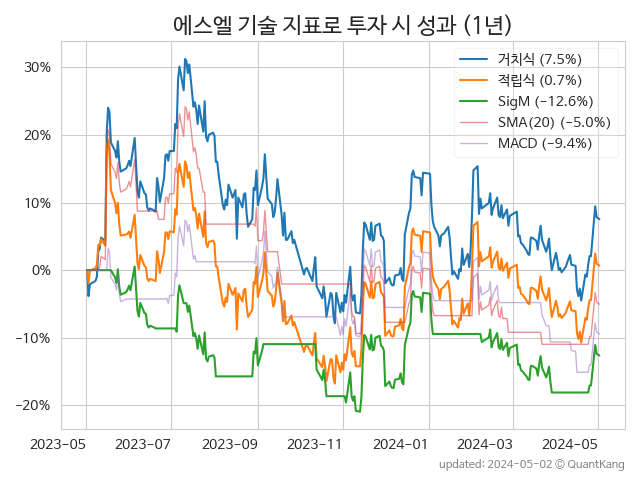 에스엘 기술 지표로 투자 시 성과 (1년)
거치식 (7.5%)
적립식 (0.7%)
SigM (−12.6%)
SMA(20) (−5.0%)
MACD (−9.4%)
30%
20%
10%
0%
−10%
−20%
2023-05 2023-07 2023-09 2023-11 2024-01 2024-03 2024-05
updated: 2024-05-02 © QuantKang